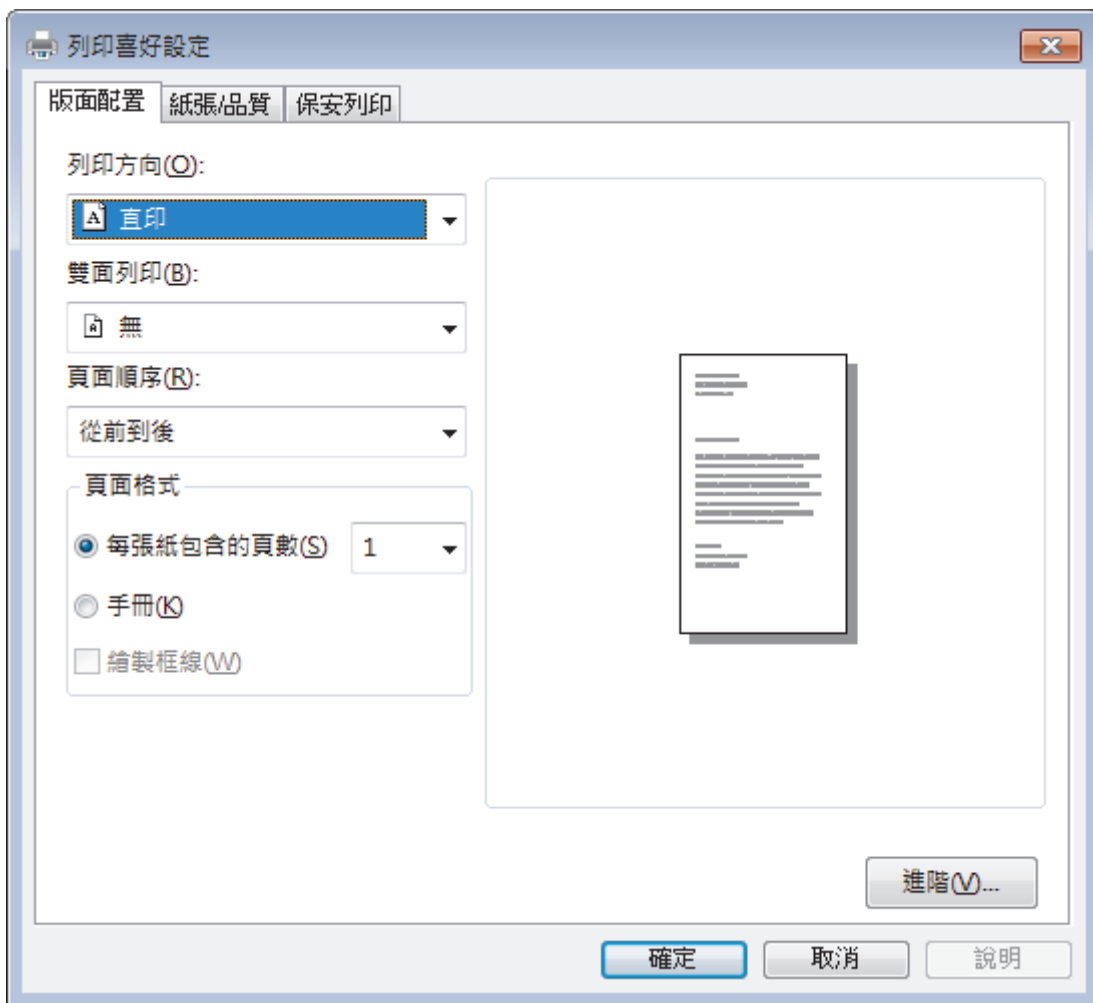 列印喜好設定
版面配置 紙張/品質 保安列印
列印方向(O):
A 直印
雙面列印(B):
A 無
頁面順序(R):
從前到後
頁面格式
每張紙包含的頁數(S) 1
手冊(K)
繪製框線(W)
進階(V)...
確定 取消 說明